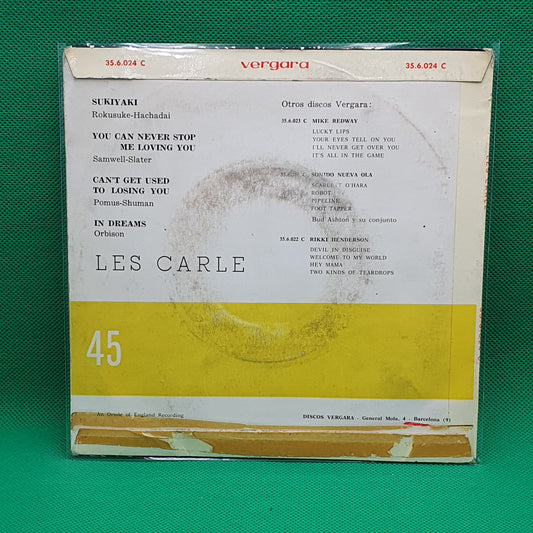 35.6.024 C
vergara
35.6.024 C
SUKIYAKI
Rokusuke-Hachadai
YOU CAN NEVER STOP
ME LOVING YOU
Samwell-Slater
CAN'T GET USED
TO LOSING YOU
Pomus-Shuman
IN DREAMS
Orbison
LES CARLE
Otros discos Vergara:
35.6.023 C MIKE REDWAY
LUCKY LIPS
YOUR EYES TELL ON YOU
I'LL NEVER GET OVER YOU
IT'S ALL IN THE GAME
C SONIDO NUEVA OLA
SCARLETT O'HARA
ROBOT
PIPELINE
FOOT TAPPER
Bud Ashton y su conjunto
35.6.022 C RIKKI HENDERSON
DEVIL IN DISGUISE
WELCOME TO MY WORLD
HEY MAMA
TWO KINDS OF TEARDROPS
45
An Oriole of England Recording
DISCOS VERGARA - General Mola, 4 - Barcelona (9)